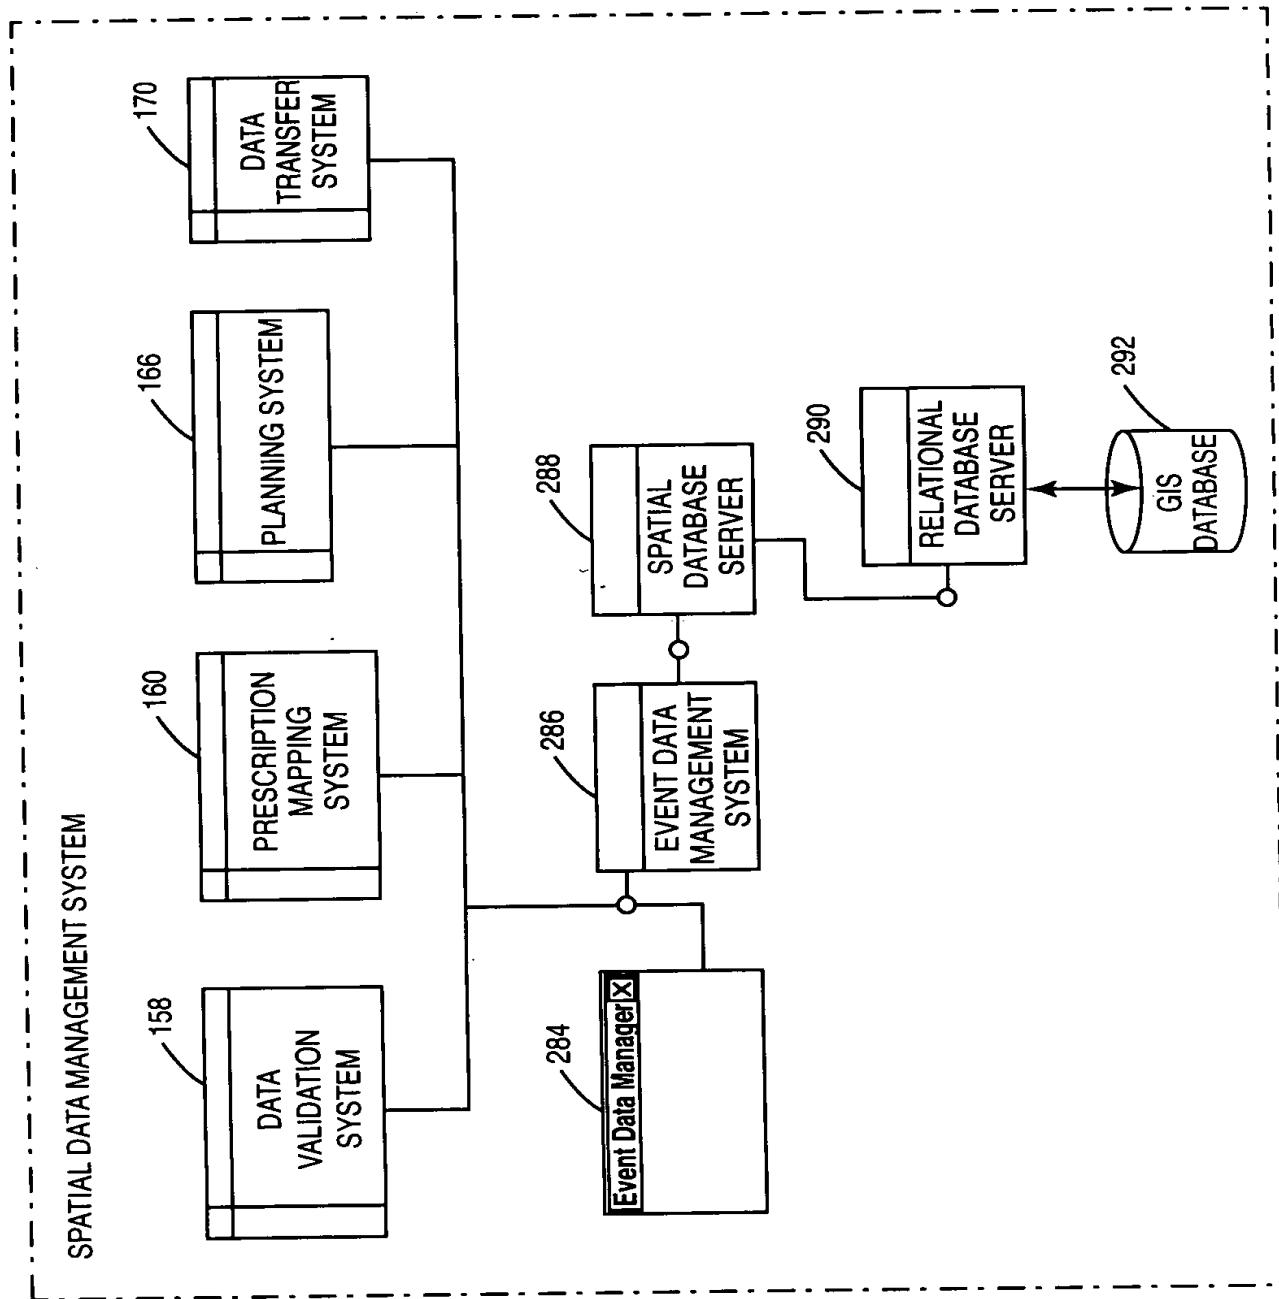 SPATIAL DATA MANAGEMENT SYSTEM
158
DATA
VALIDATION
SYSTEM
160
PRESCRIPTION
MAPPING
SYSTEM
166
PLANNING SYSTEM
170
DATA
TRANSFER
SYSTEM
284
Event Data Manager X
286
EVENT DATA
MANAGEMENT
SYSTEM
288
SPATIAL
DATABASE
SERVER
290
RELATIONAL
DATABASE
SERVER
292
GIS
DATABASE